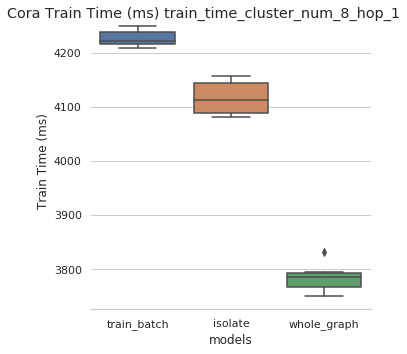 Cora Train Time (ms) train_time_cluster_num_8_hop_1
4200
4100
4000
3900
3800
Train Time (ms)
train_batch isolate whole_graph
models